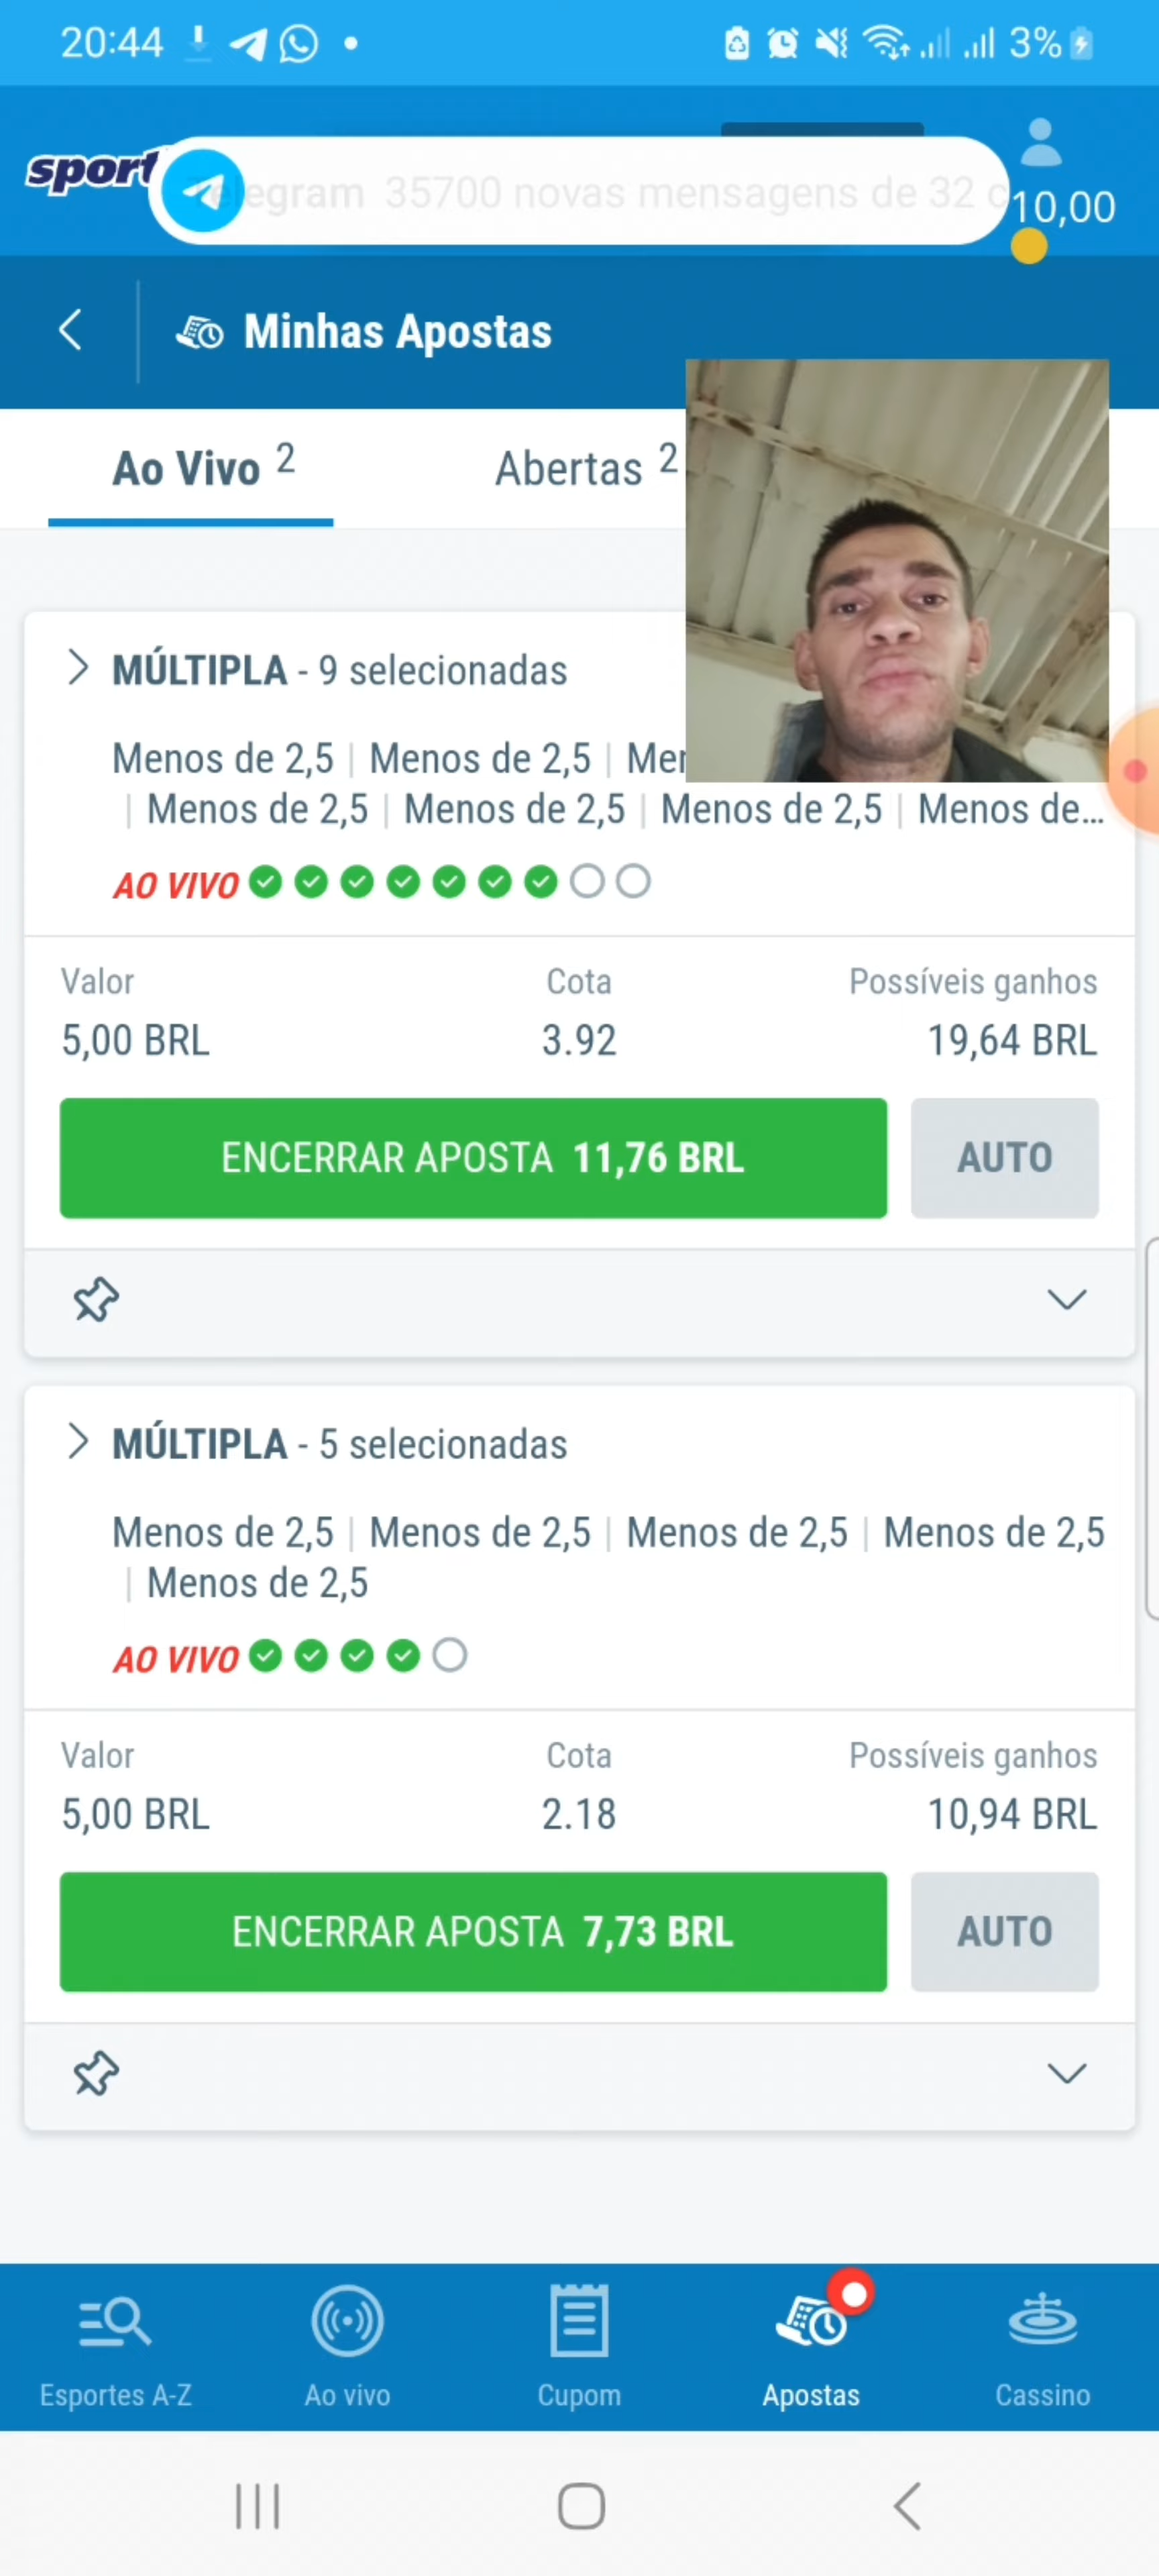 20:44
3%
sport
Telegram 35700 novas mensagens de 32 c
10,00
Minhas Apostas
Ao Vivo 2
Abertas 2
MÚLTIPLA - 9 selecionadas
Menos de 2,5 | Menos de 2,5 | Men
| Menos de 2,5 | Menos de 2,5 | Menos de 2,5 | Menos de...
AO VIVO
Valor Cota Possíveis ganhos
5,00 BRL 3.92 19,64 BRL
ENCERRAR APOSTA 11,76 BRL AUTO
MÚLTIPLA - 5 selecionadas
Menos de 2,5 | Menos de 2,5 | Menos de 2,5 | Menos de 2,5
| Menos de 2,5
AO VIVO
Valor Cota Possíveis ganhos
5,00 BRL 2.18 10,94 BRL
ENCERRAR APOSTA 7,73 BRL AUTO
Esportes A-Z Ao vivo Cupom Apostas Cassino